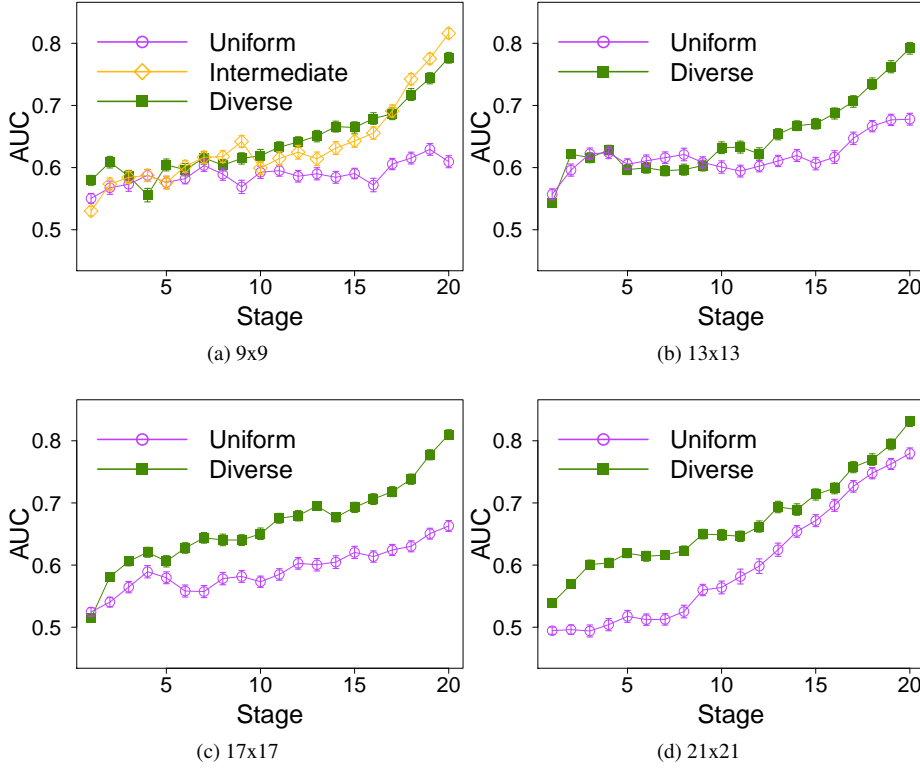 0.8
0.7
0.6
0.5
AUC
Uniform
Intermediate
Diverse
5
10
15
20
Stage
(a) 9x9
0.8
0.7
0.6
0.5
AUC
Uniform
Diverse
5
10
15
20
Stage
(b) 13x13
0.8
0.7
0.6
0.5
AUC
Uniform
Diverse
5
10
15
20
Stage
(c) 17x17
0.8
0.7
0.6
0.5
AUC
Uniform
Diverse
5
10
15
20
Stage
(d) 21x21